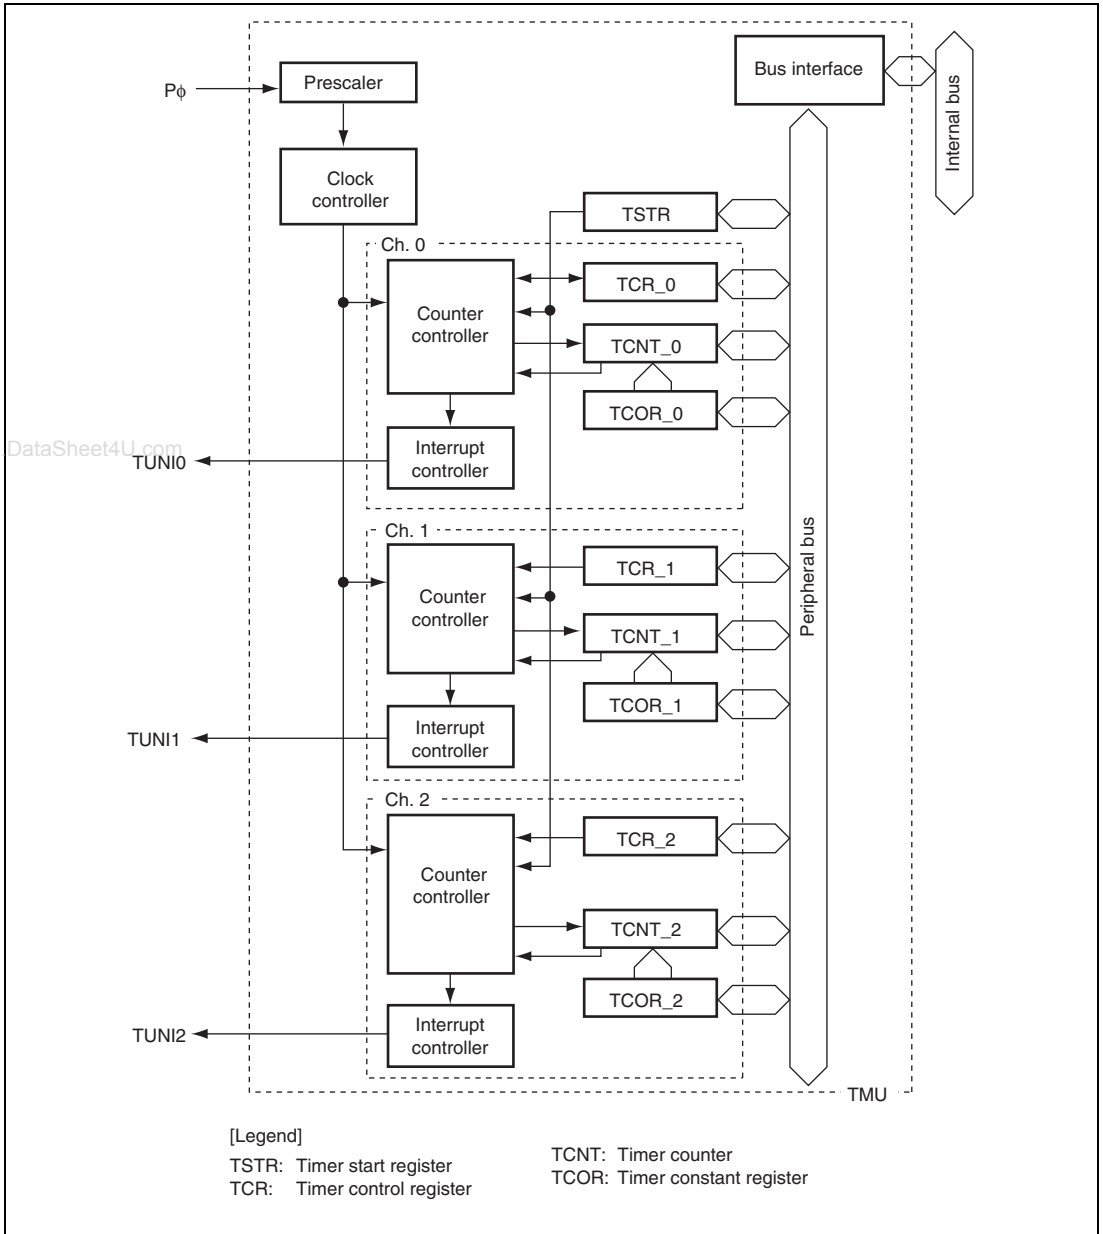 Pϕ
Prescaler
Bus interface
Internal bus
Clock
controller
TSTR
Ch. 0
Counter
controller
TCR_0
TCNT_0
TCOR_0
Interrupt
controller
DataSheet4U.com
TUNI0
Ch. 1
Counter
controller
TCR_1
TCNT_1
TCOR_1
Interrupt
controller
TUNI1
Peripheral bus
Ch. 2
Counter
controller
TCR_2
TCNT_2
TCOR_2
Interrupt
controller
TUNI2
TMU
[Legend]
TSTR: Timer start register
TCR: Timer control register
TCNT: Timer counter
TCOR: Timer constant register